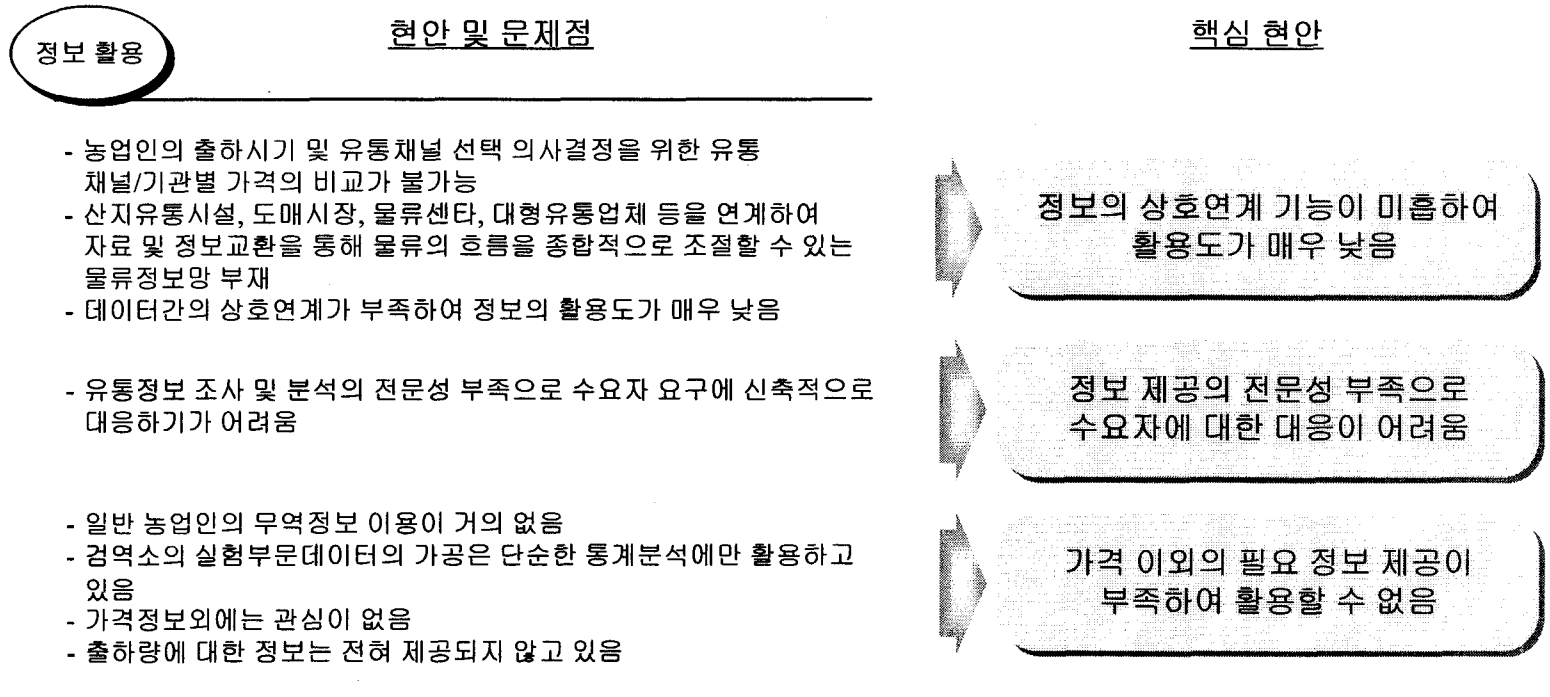 정보 활용
현안 및 문제점
핵심 현안
- 농업인의 출하시기 및 유통채널 선택 의사결정을 위한 유통
채널/기관별 가격의 비교가 불가능
- 산지유통시설, 도매시장, 물류센타, 대형유통업체 등을 연계하여
자료 및 정보교환을 통해 물류의 흐름을 종합적으로 조절할 수 있는
물류정보망 부재
- 데이터간의 상호연계가 부족하여 정보의 활용도가 매우 낮음
정보의 상호연계 기능이 미흡하여
활용도가 매우 낮음
- 유통정보 조사 및 분석의 전문성 부족으로 수요자 요구에 신축적으로
대응하기가 어려움
정보 제공의 전문성 부족으로
수요자에 대한 대응이 어려움
- 일반 농업인의 무역정보 이용이 거의 없음
- 검역소의 실험부문데이터의 가공은 단순한 통계분석에만 활용하고
있음
- 가격정보외에는 관심이 없음
- 출하량에 대한 정보는 전혀 제공되지 않고 있음
가격 이외의 필요 정보 제공이
부족하여 활용할 수 없음